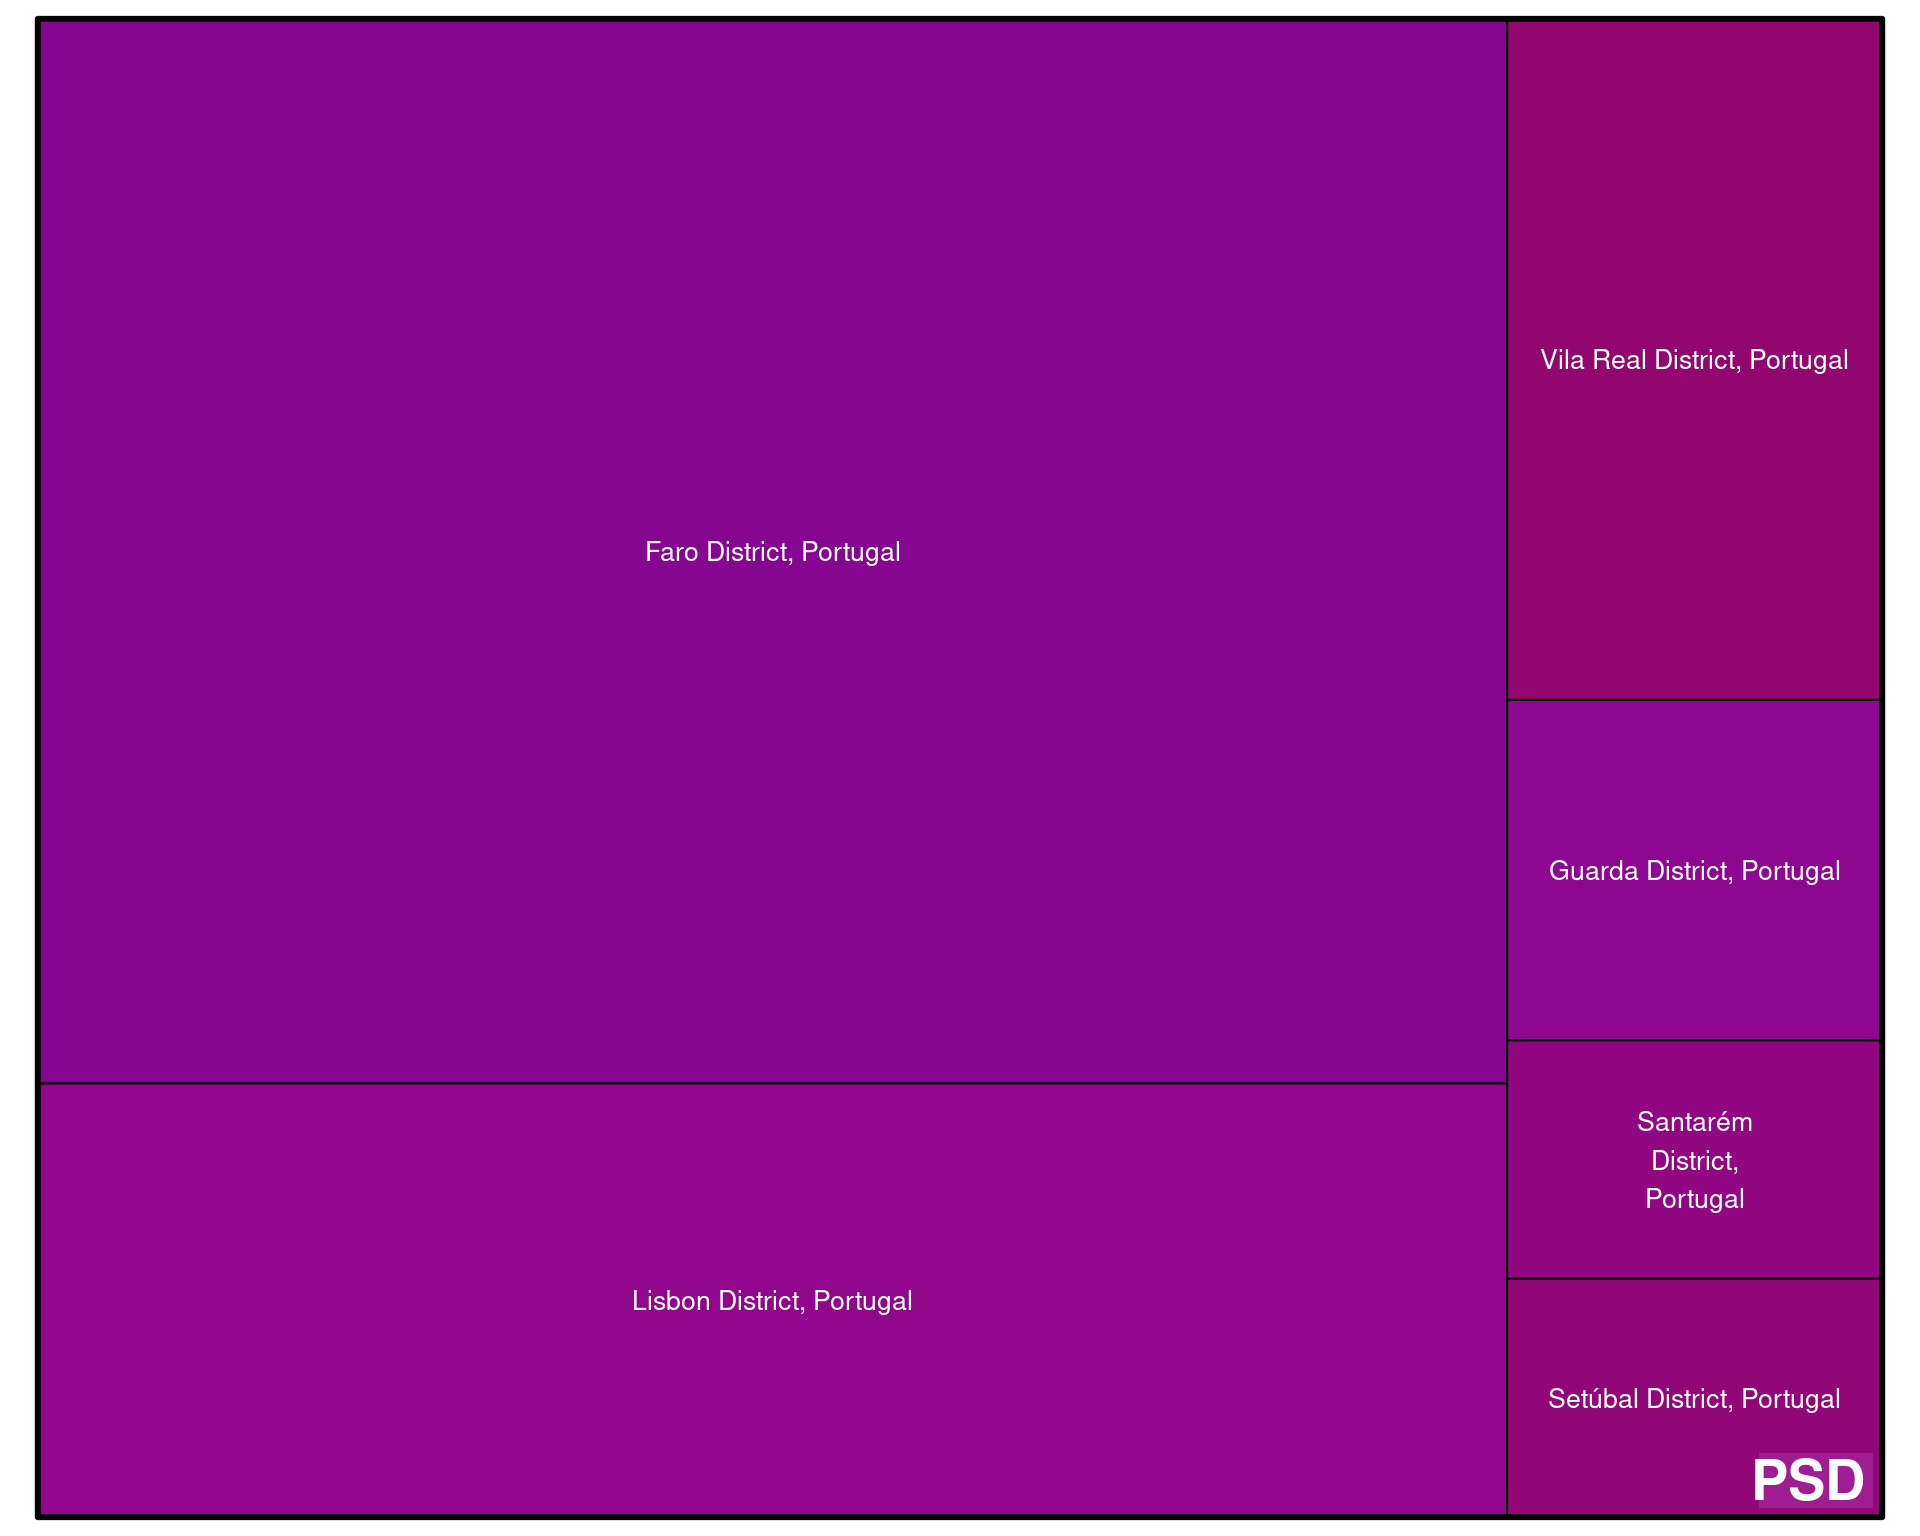 Faro District, Portugal
Lisbon District, Portugal
Vila Real District, Portugal
Guarda District, Portugal
Santarém
District,
Portugal
Setúbal District, Portugal
PSD